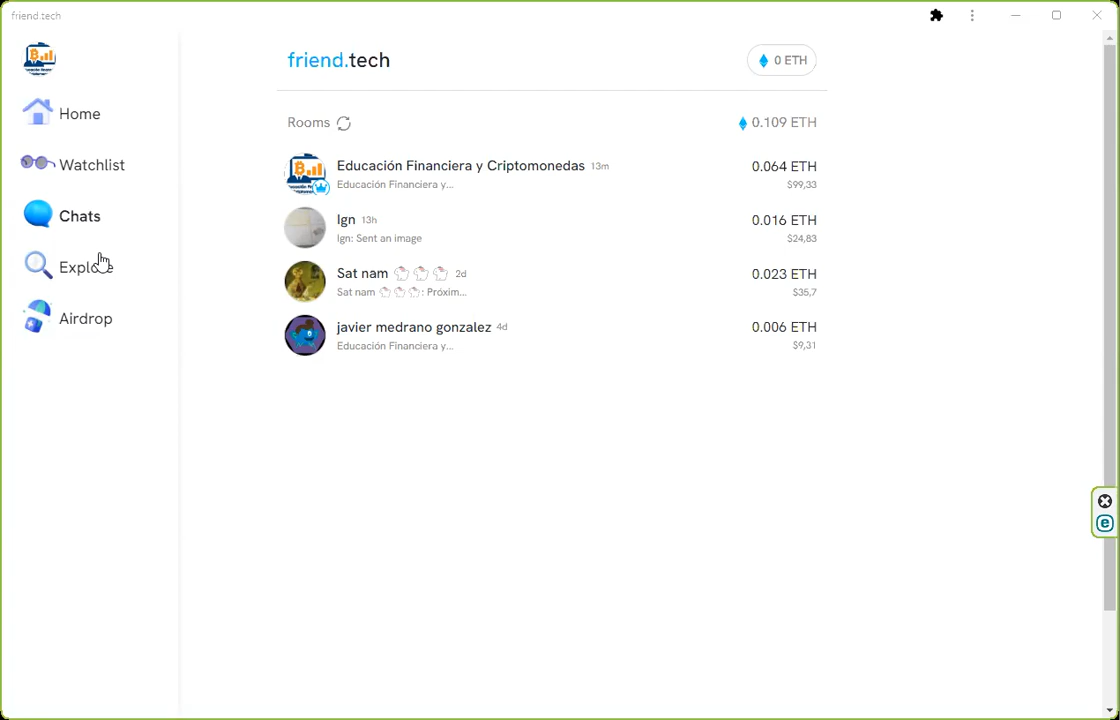 friend.tech
Home
Watchlist
Chats
Explore
Airdrop
friend.tech
0 ETH
Rooms
0.109 ETH
Educación Financiera y Criptomonedas 13m
0.064 ETH
Educación Financiera y...
$99,33
Ign 13h
0.016 ETH
Ign: Sent an image
$24,83
Sat nam 2d
0.023 ETH
Sat nam : Próxim...
$35,7
javier medrano gonzalez 4d
0.006 ETH
Educación Financiera y...
$9,31